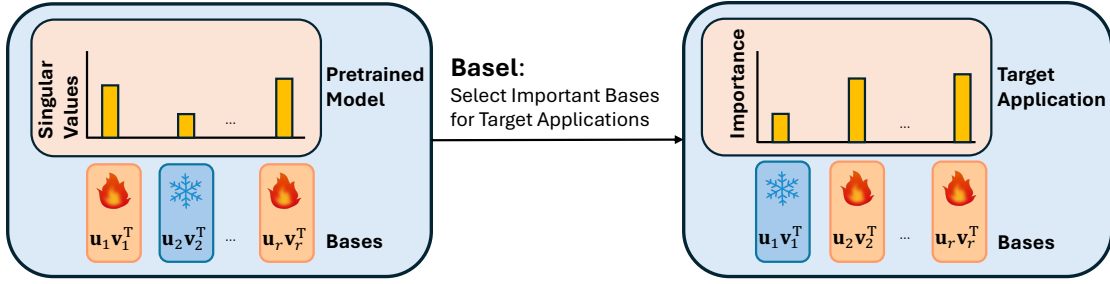 Singular
Values
Pretrained
Model
...
u₁v₁ᵀ
u₂v₂ᵀ
...
uᵣvᵣᵀ
Bases
Basel:
Select Important Bases
for Target Applications
Importance
Target
Application
...
u₁v₁ᵀ
u₂v₂ᵀ
...
uᵣvᵣᵀ
Bases